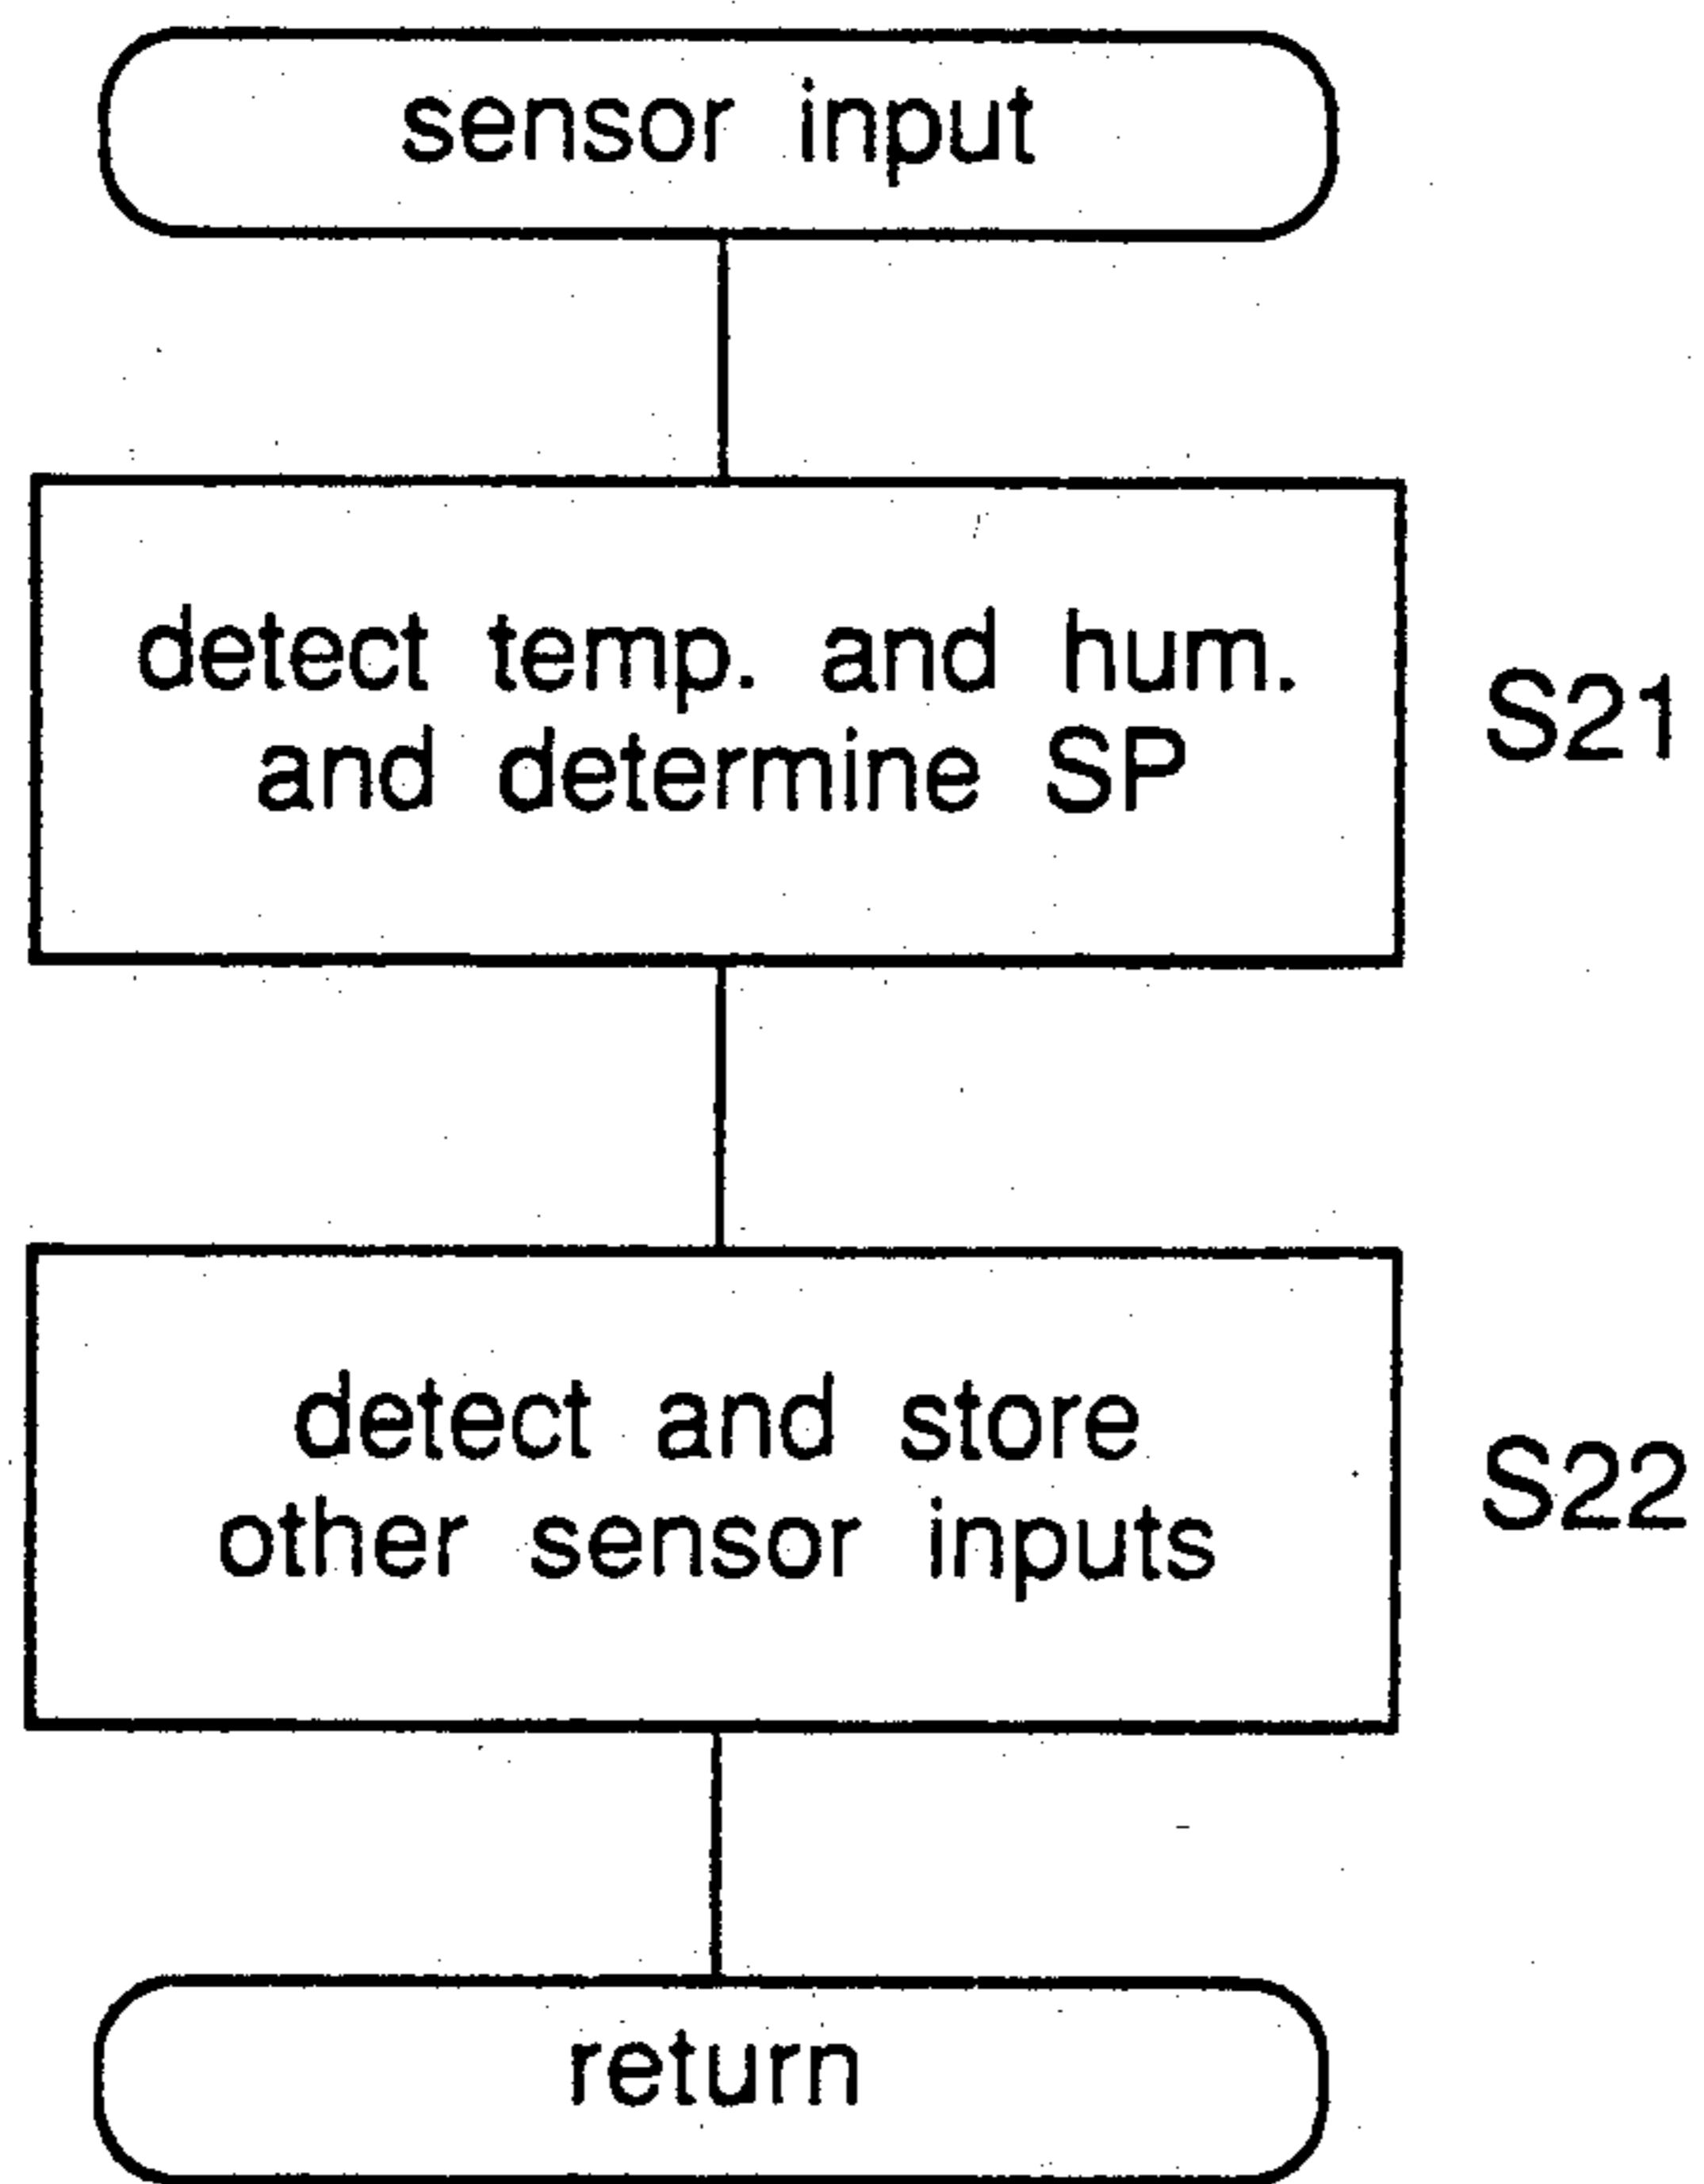 sensor input
detect temp. and hum.
and determine SP
S21
detect and store
other sensor inputs
S22
return